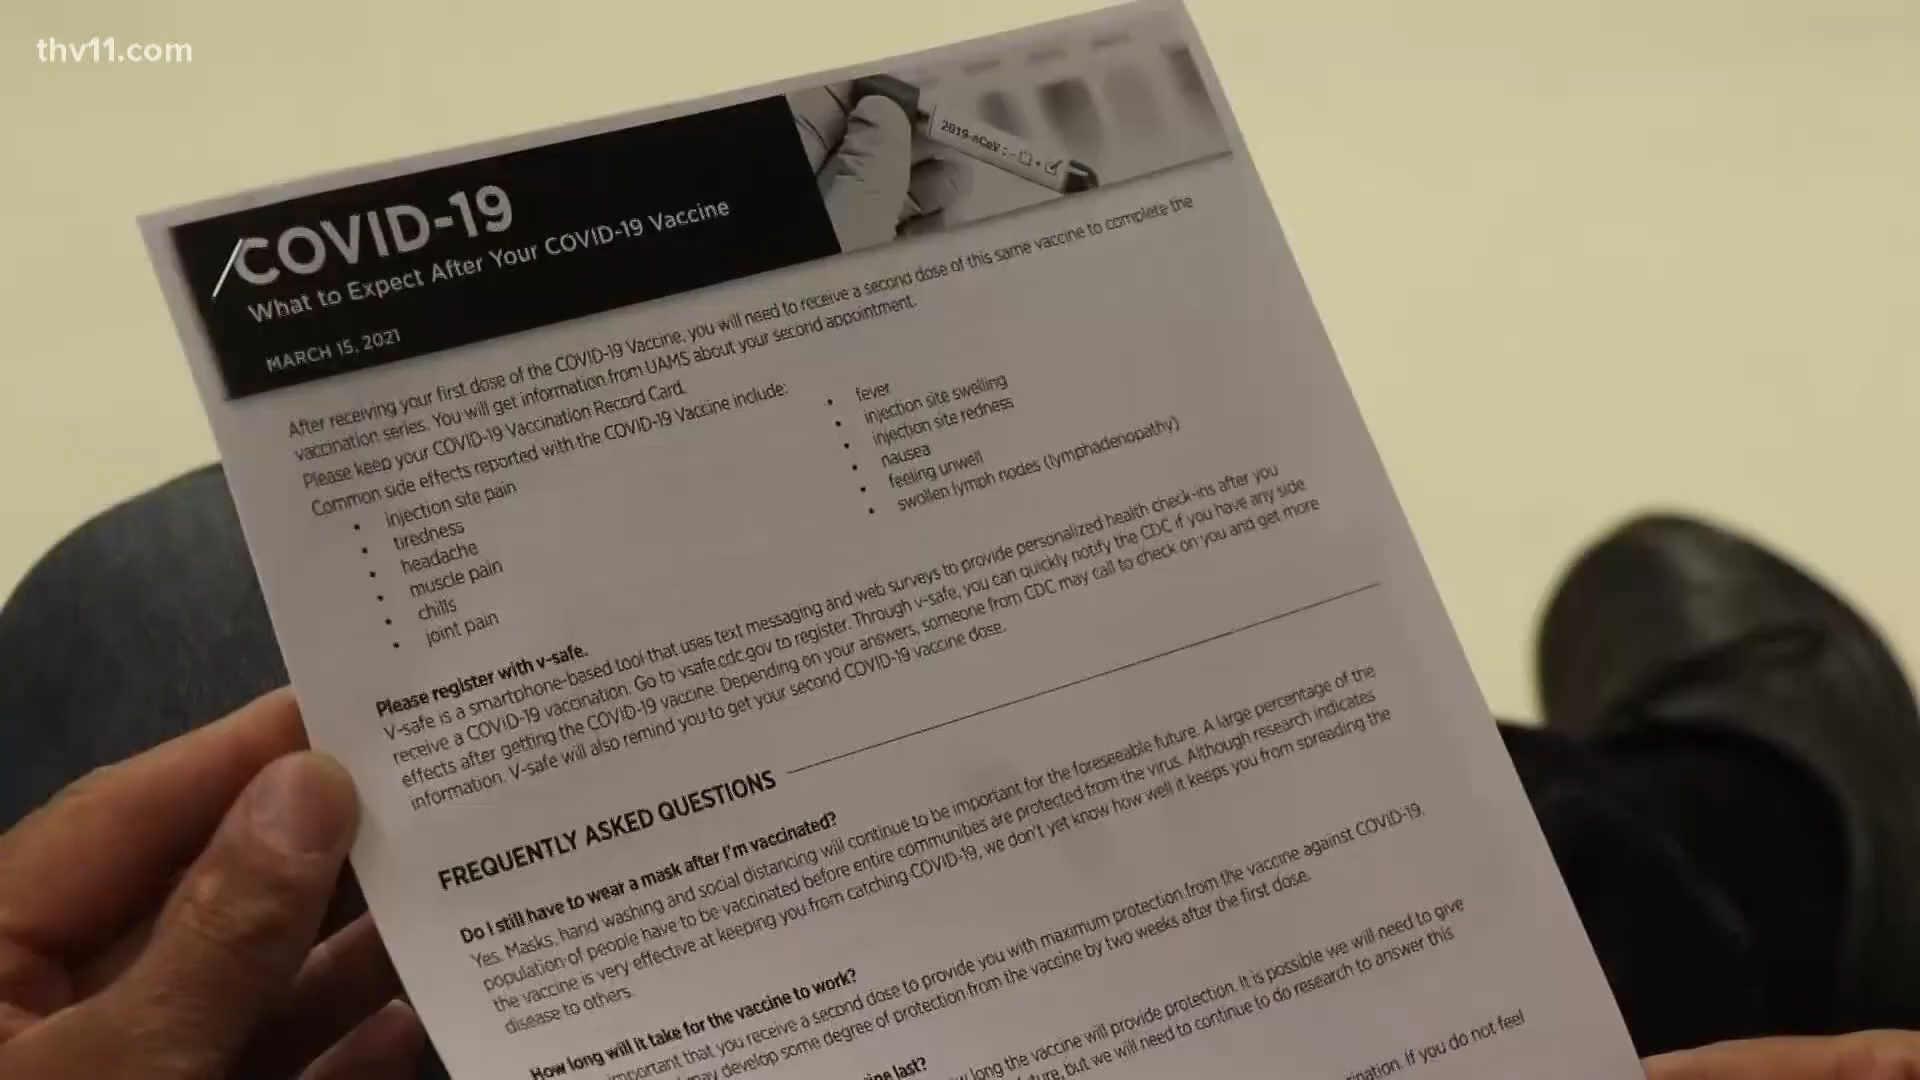 thv11.com
2019-nCoV : - +
COVID-19
What to Expect After Your COVID-19 Vaccine
MARCH 15, 2021
After receiving your first dose of the COVID-19 Vaccine, you will need to receive a second dose of this same vaccine to complete the
vaccination series. You will get information from UAMS about your second appointment.
Please keep your COVID-19 Vaccination Record Card.
Common side effects reported with the COVID-19 Vaccine include:
• injection site pain
• tiredness
• headache
• muscle pain
• chills
• joint pain
• fever
• injection site swelling
• injection site redness
• nausea
• feeling unwell
• swollen lymph nodes (lymphadenopathy)
Please register with v-safe.
V-safe is a smartphone-based tool that uses text messaging and web surveys to provide personalized health check-ins after you
receive a COVID-19 vaccination. Go to vsafe.cdc.gov to register. Through v-safe, you can quickly notify the CDC if you have any side
effects after getting the COVID-19 vaccine. Depending on your answers, someone from CDC may call to check on you and get more
information. V-safe will also remind you to get your second COVID-19 vaccine dose.
FREQUENTLY ASKED QUESTIONS
Do I still have to wear a mask after I'm vaccinated?
Yes. Masks, hand washing and social distancing will continue to be important for the foreseeable future. A large percentage of the
population of people have to be vaccinated before entire communities are protected from the virus. Although research indicates
the vaccine is very effective at keeping you from catching COVID-19, we don't yet know how well it keeps you from spreading the
disease to others.
How long will it take for the vaccine to work?
important that you receive a second dose to provide you with maximum protection from the vaccine against COVID-19.
may develop some degree of protection from the vaccine by two weeks after the first dose.
last?
long the vaccine will provide protection. It is possible we will need to give
but we will need to continue to do research to answer this
If you do not feel